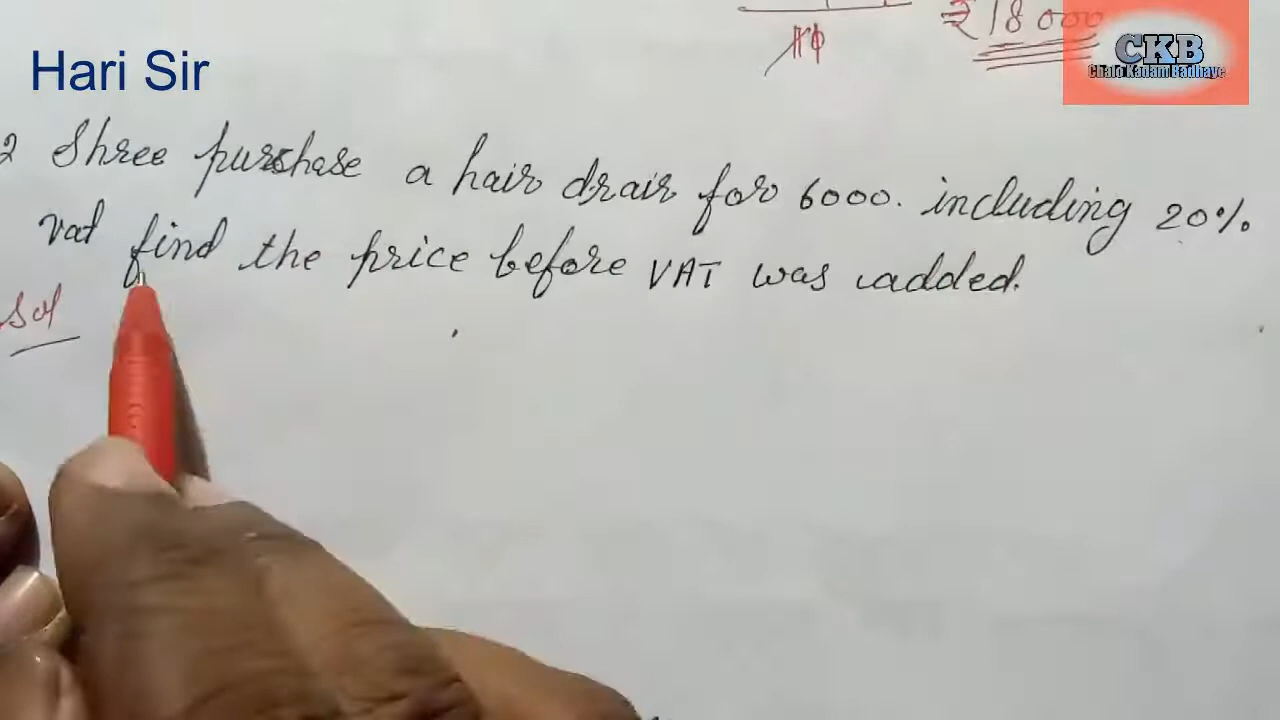 ₹ 18000
CKB
Chalo Kadam Badhaye
Hari Sir
2 Shree purchase a hair drair for 6000. including 20%
vat find the price before VAT was added.
Sol